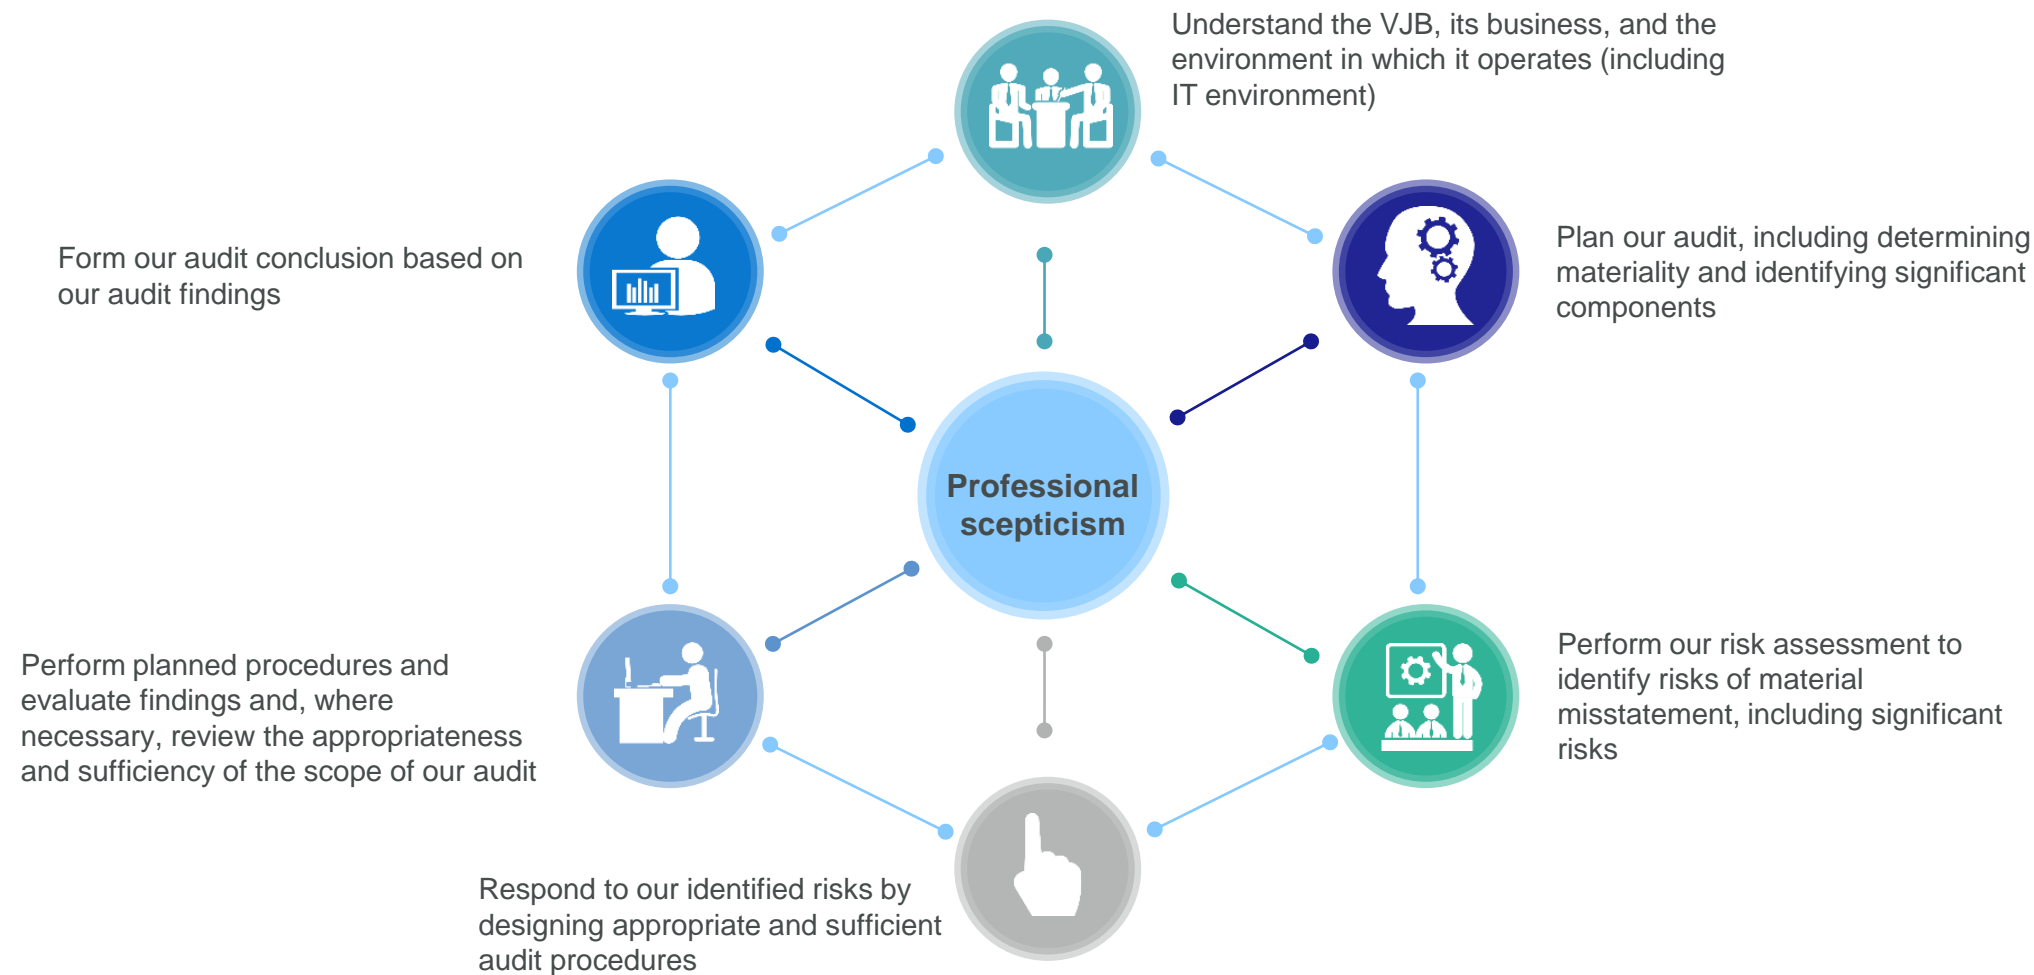 Understand the VJB, its business, and the
environment in which it operates (including
IT environment)
Plan our audit, including determining
materiality and identifying significant
components
Form our audit conclusion based on
our audit findings
Professional
scepticism
Perform our risk assessment to
identify risks of material
misstatement, including significant
risks
Perform planned procedures and
evaluate findings and, where
necessary, review the appropriateness
and sufficiency of the scope of our audit
Respond to our identified risks by
designing appropriate and sufficient
audit procedures